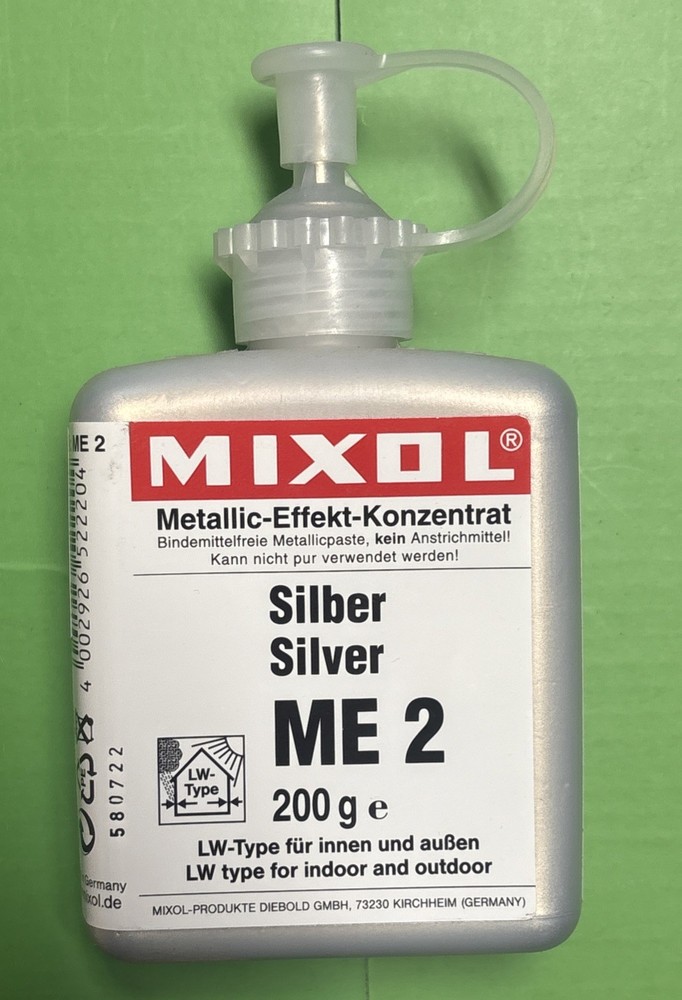 MIXOL®
Metallic-Effekt-Konzentrat
Bindemittelfreie Metallicpaste, kein Anstrichmittel!
Kann nicht pur verwendet werden!
Silber
Silver
ME 2
LW-
Type
200 g e
LW-Type für innen und außen
LW type for indoor and outdoor
MIXOL-PRODUKTE DIEBOLD GMBH, 73230 KIRCHHEIM (GERMANY)
ME 2
4 002926 522204
580722
Germany